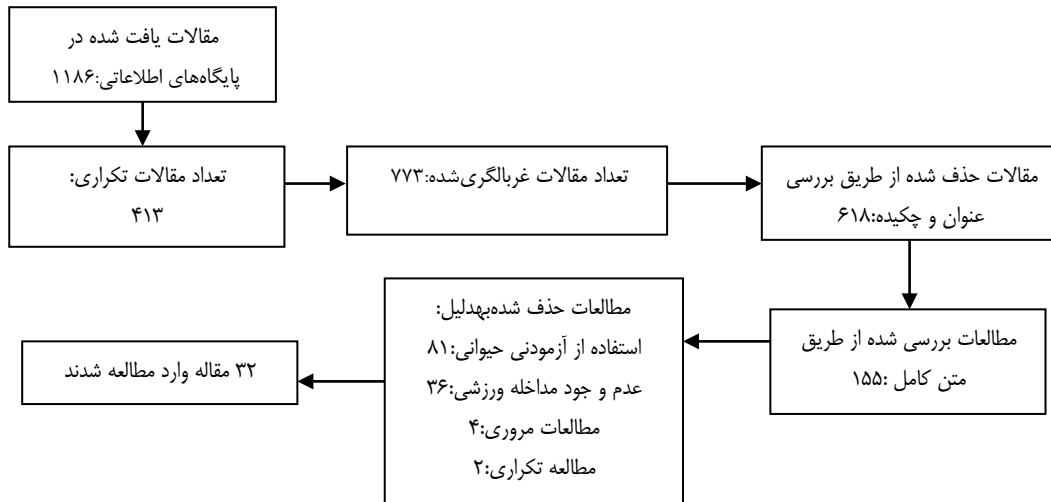 مقالات یافت شده در
پایگاه‌های اطلاعاتی:۱۱۸۶
تعداد مقالات تکراری:
۴۱۳
تعداد مقالات غربالگری‌شده:۷۷۳
مقالات حذف شده از طریق بررسی
عنوان و چکیده:۶۱۸
مطالعات بررسی شده از طریق
متن کامل :۱۵۵
مطالعات حذف شده‌بهدلیل:
استفاده از آزمودنی حیوانی:۸۱
عدم و جود مداخله ورزشی:۳۶
مطالعات مروری:۴
مطالعه تکراری:۲
۳۲ مقاله وارد مطالعه شدند